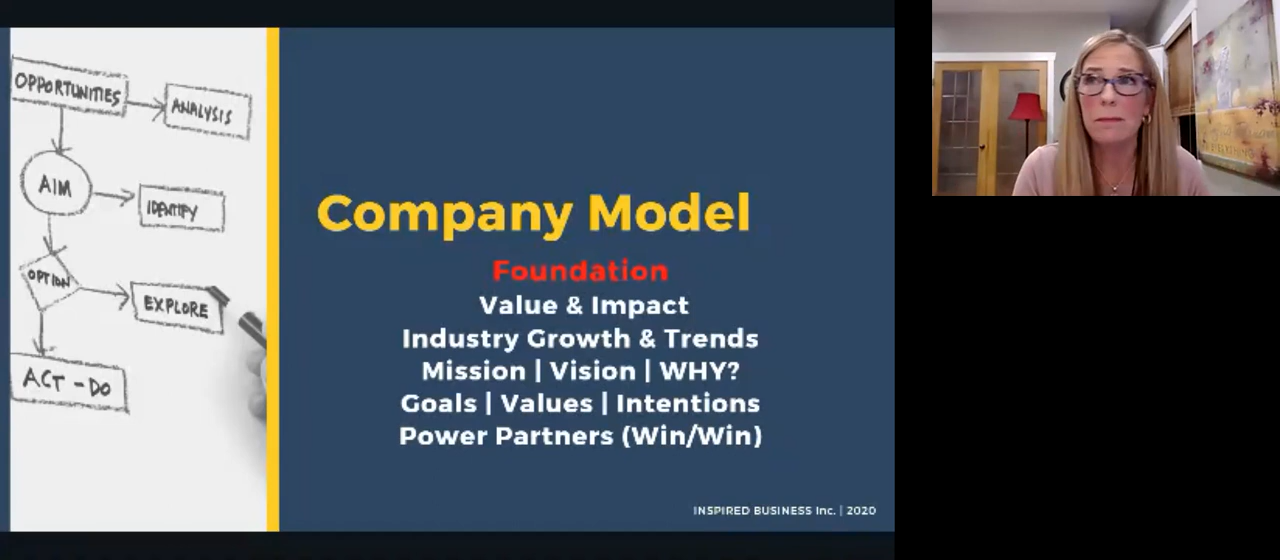 OPPORTUNITIES
ANALYSIS
AIM
IDENTIFY
OPTION
EXPLORE
ACT - DO
Company Model
Foundation
Value & Impact
Industry Growth & Trends
Mission | Vision | WHY?
Goals | Values | Intentions
Power Partners (Win/Win)
INSPIRED BUSINESS Inc. | 2020